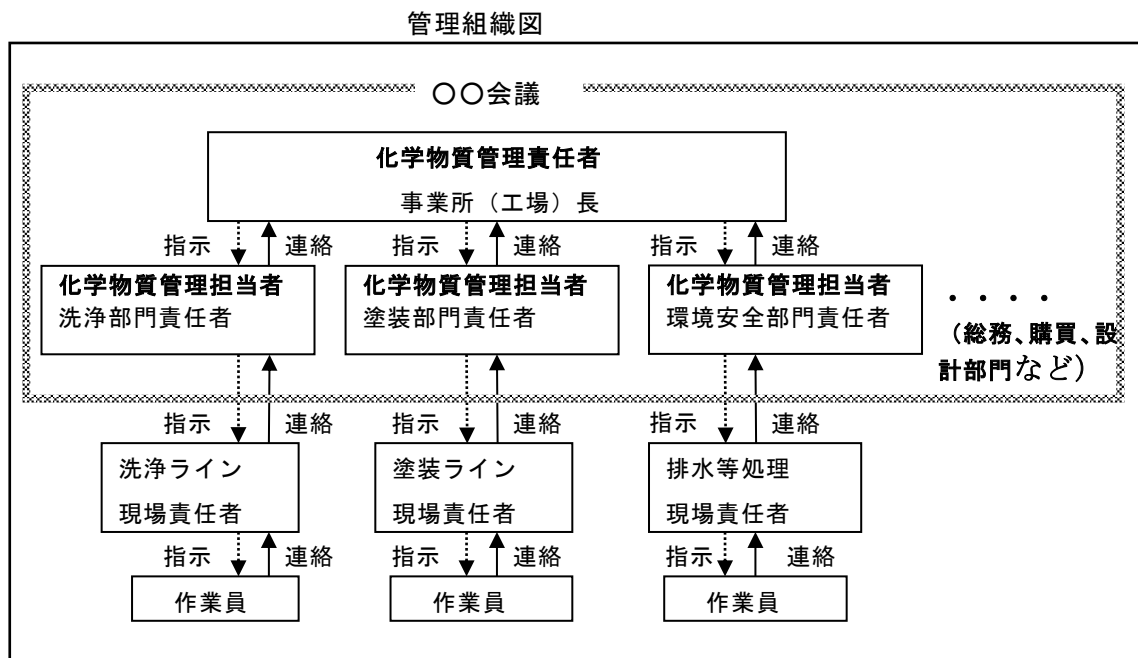 管理組織図
〇〇会議
化学物質管理責任者
事業所（工場）長
指示 連絡 指示 連絡 指示 連絡
化学物質管理担当者
洗浄部門責任者
化学物質管理担当者
塗装部門責任者
化学物質管理担当者
環境安全部門責任者
・・・・
（総務、購買、設
計部門など）
指示 連絡 指示 連絡 指示 連絡
洗浄ライン
現場責任者
塗装ライン
現場責任者
排水等処理
現場責任者
指示 連絡 指示 連絡 指示 連絡
作業員 作業員 作業員